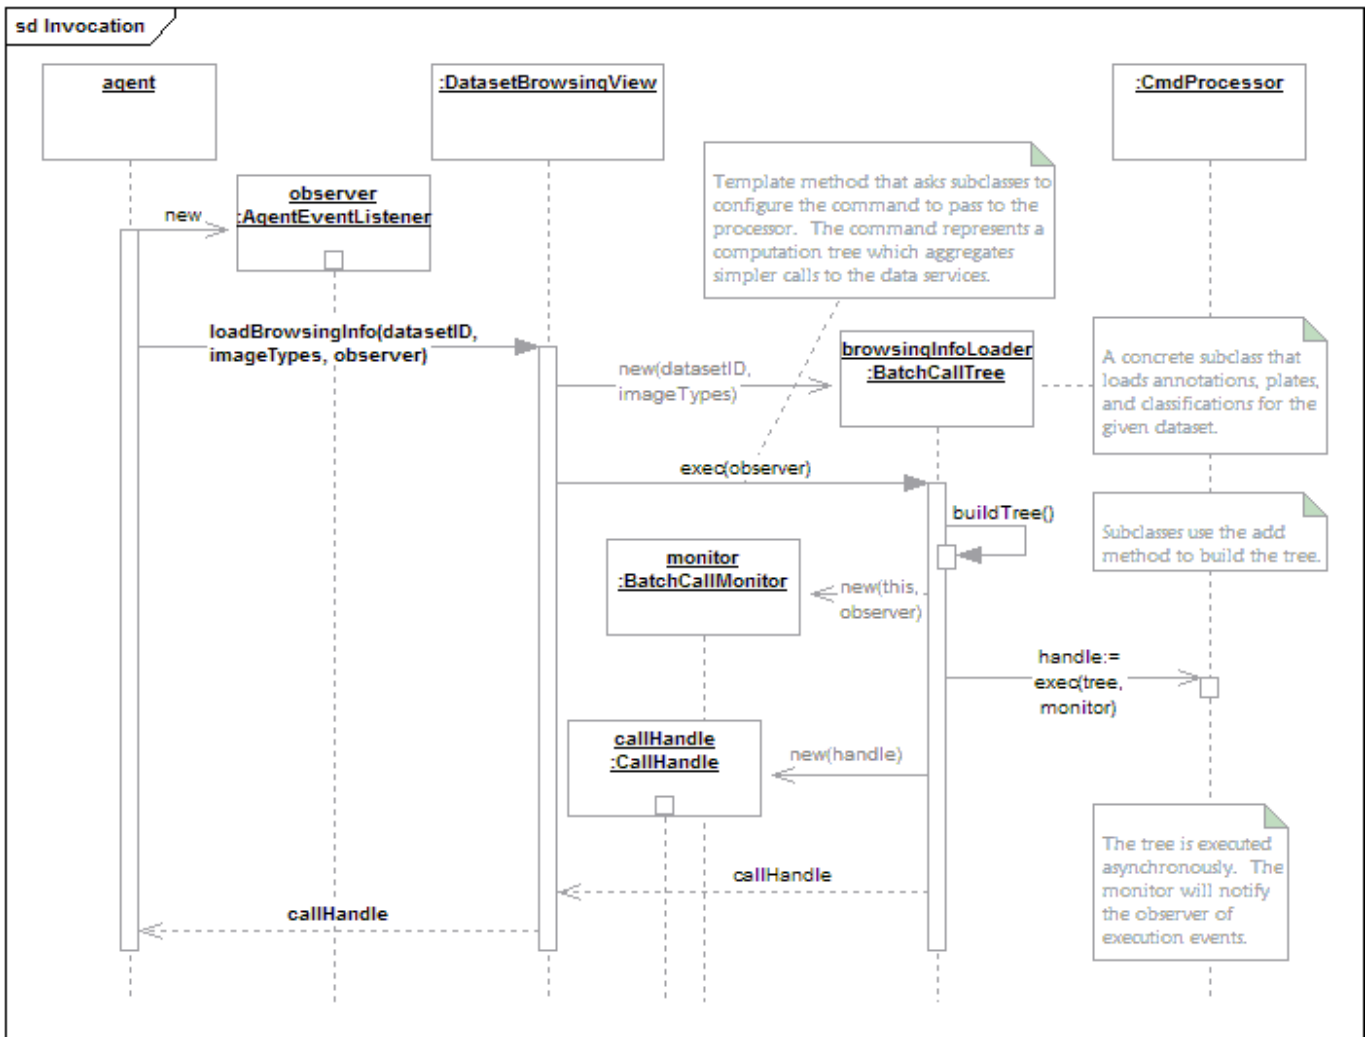 sd Invocation
agent
:DatasetBrowsingView
:CmdProcessor
observer
:AgentEventListener
new
Template method that asks subclasses to
configure the command to pass to the
processor. The command represents a
computation tree which aggregates
simpler calls to the data services.
loadBrowsingInfo(datasetID,
imageTypes, observer)
new(datasetID,
imageTypes)
browsingInfoLoader
:BatchCallTree
A concrete subclass that
loads annotations, plates,
and classifications for the
given dataset.
exec(observer)
buildTree()
Subclasses use the add
method to build the tree.
monitor
:BatchCallMonitor
new(this,
observer)
handle:=
exec(tree,
monitor)
callHandle
:CallHandle
new(handle)
The tree is executed
asynchronously. The
monitor will notify
the observer of
execution events.
callHandle
callHandle